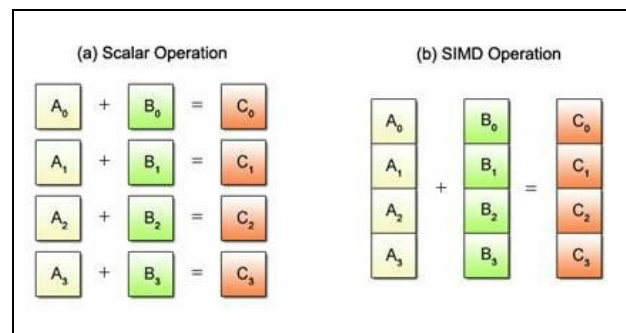 (a) Scalar Operation
A₀ + B₀ = C₀
A₁ + B₁ = C₁
A₂ + B₂ = C₂
A₃ + B₃ = C₃
(b) SIMD Operation
A₀ B₀ C₀
A₁ B₁ C₁
+ =
A₂ B₂ C₂
A₃ B₃ C₃